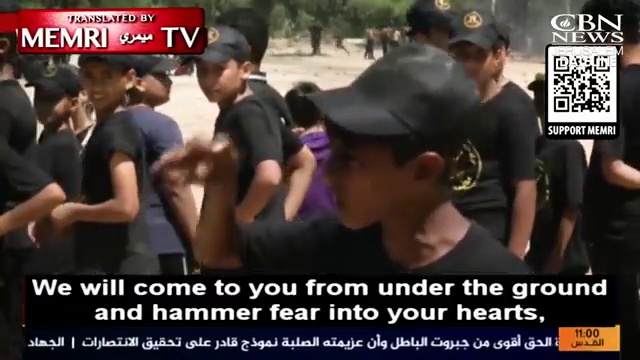 TRANSLATED BY
MEMRI ميمري TV
CBN
NEWS
JERUSALEM
DATELINE
SUPPORT MEMRI
We will come to you from under the ground
and hammer fear into your hearts,
ة الحق أقوى من جبروت الباطل وأن عزيمته الصلبة نموذج قادر على تحقيق الانتصارات | الجهاد
11:00
القدس